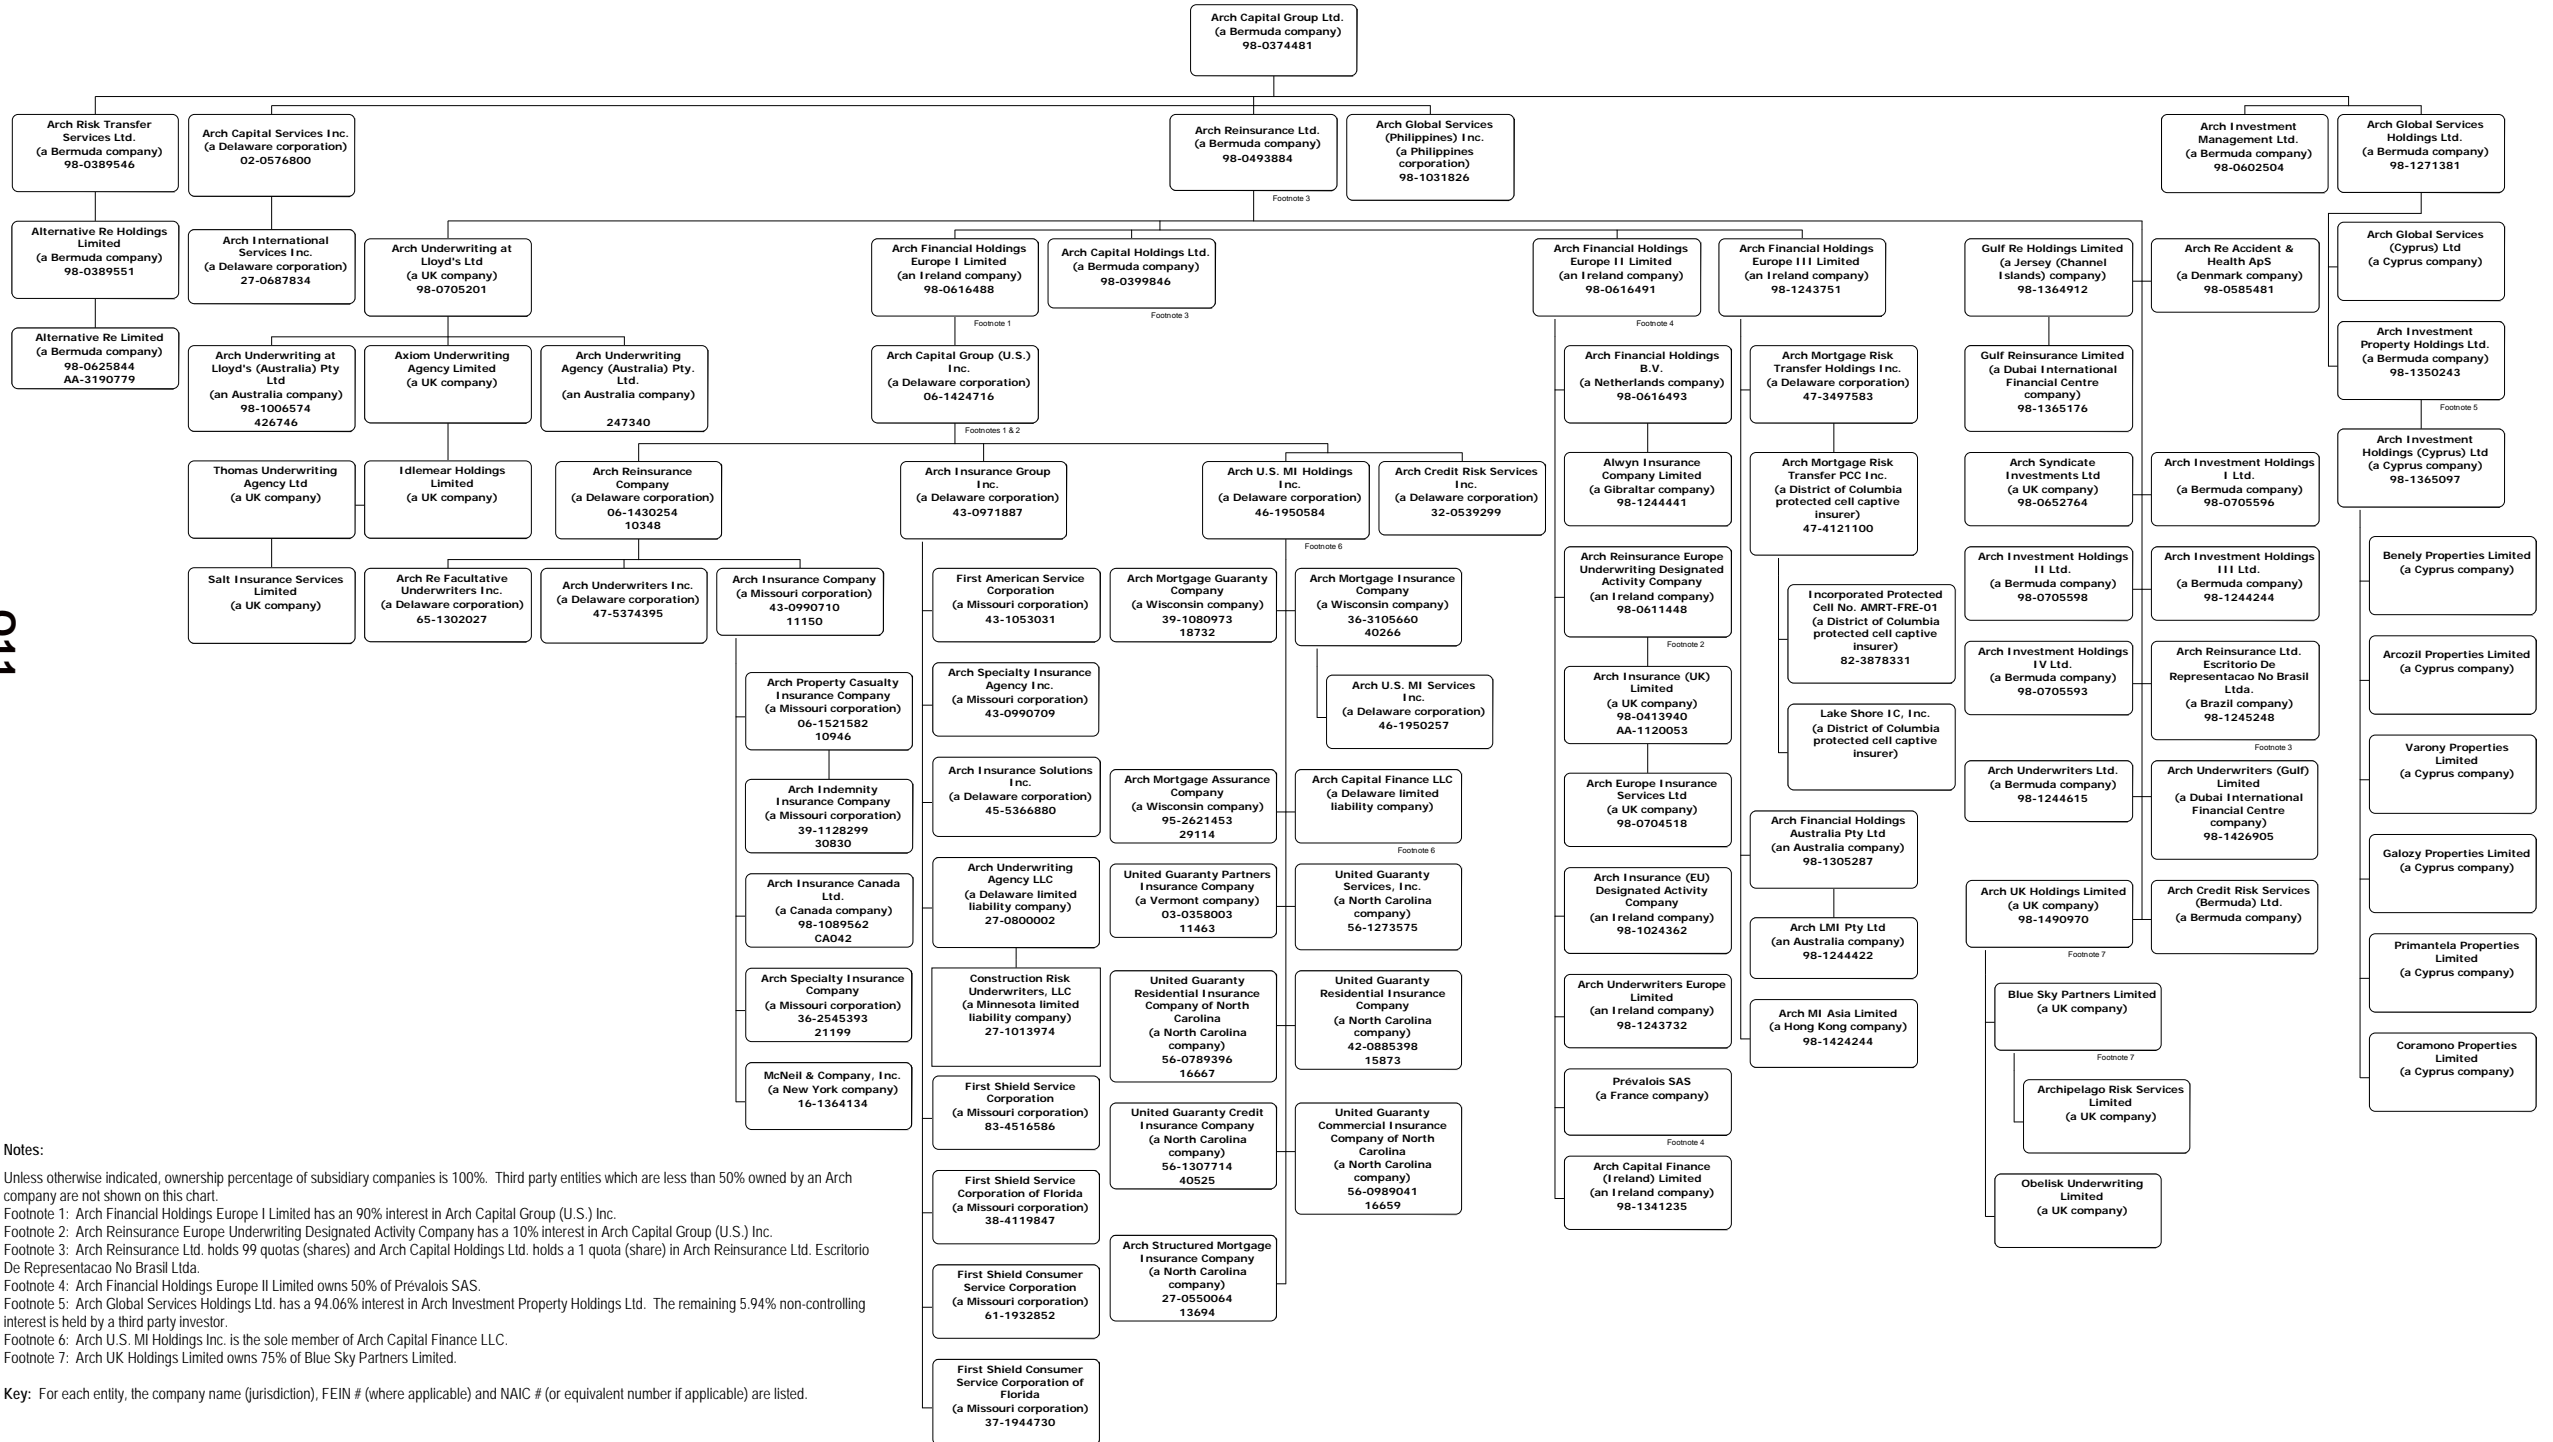 Arch Capital Group Ltd.
(a Bermuda company)
98-0374481
Arch Risk Transfer
Services Ltd.
(a Bermuda company)
98-0389546
Arch Capital Services Inc.
(a Delaware corporation)
02-0576800
Arch Reinsurance Ltd.
(a Bermuda company)
98-0493884
Footnote 3
Arch Global Services
(Philippines) Inc.
(a Philippines
corporation)
98-1031826
Arch Investment
Management Ltd.
(a Bermuda company)
98-0602504
Arch Global Services
Holdings Ltd.
(a Bermuda company)
98-1271381
Alternative Re Holdings
Limited
(a Bermuda company)
98-0389551
Arch International
Services Inc.
(a Delaware corporation)
27-0687834
Arch Underwriting at
Lloyd's Ltd
(a UK company)
98-0705201
Arch Financial Holdings
Europe I Limited
(an Ireland company)
98-0616488
Footnote 1
Arch Capital Holdings Ltd.
(a Bermuda company)
98-0399846
Footnote 3
Arch Financial Holdings
Europe II Limited
(an Ireland company)
98-0616491
Footnote 4
Arch Financial Holdings
Europe III Limited
(an Ireland company)
98-1243751
Gulf Re Holdings Limited
(a Jersey (Channel
Islands) company)
98-1364912
Arch Re Accident &
Health ApS
(a Denmark company)
98-0585481
Arch Global Services
(Cyprus) Ltd
(a Cyprus company)
Alternative Re Limited
(a Bermuda company)
98-0625844
AA-3190779
Arch Underwriting at
Lloyd's (Australia) Pty
Ltd
(an Australia company)
98-1006574
426746
Axiom Underwriting
Agency Limited
(a UK company)
Arch Underwriting
Agency (Australia) Pty.
Ltd.
(an Australia company)
247340
Arch Capital Group (U.S.)
Inc.
(a Delaware corporation)
06-1424716
Footnotes 1 & 2
Arch Financial Holdings
B.V.
(a Netherlands company)
98-0616493
Arch Mortgage Risk
Transfer Holdings Inc.
(a Delaware corporation)
47-3497583
Gulf Reinsurance Limited
(a Dubai International
Financial Centre
company)
98-1365176
Arch Investment
Property Holdings Ltd.
(a Bermuda company)
98-1350243
Footnote 5
Thomas Underwriting
Agency Ltd
(a UK company)
Idlemear Holdings
Limited
(a UK company)
Arch Reinsurance
Company
(a Delaware corporation)
06-1430254
10348
Arch Insurance Group
Inc.
(a Delaware corporation)
43-0971887
Arch U.S. MI Holdings
Inc.
(a Delaware corporation)
46-1950584
Footnote 6
Arch Credit Risk Services
Inc.
(a Delaware corporation)
32-0539299
Alwyn Insurance
Company Limited
(a Gibraltar company)
98-1244441
Arch Mortgage Risk
Transfer PCC Inc.
(a District of Columbia
protected cell captive
insurer)
47-4121100
Arch Syndicate
Investments Ltd
(a UK company)
98-0652764
Arch Investment Holdings
I Ltd.
(a Bermuda company)
98-0705596
Arch Investment
Holdings (Cyprus) Ltd
(a Cyprus company)
98-1365097
Salt Insurance Services
Limited
(a UK company)
Arch Re Facultative
Underwriters Inc.
(a Delaware corporation)
65-1302027
Arch Underwriters Inc.
(a Delaware corporation)
47-5374395
Arch Insurance Company
(a Missouri corporation)
43-0990710
11150
First American Service
Corporation
(a Missouri corporation)
43-1053031
Arch Mortgage Guaranty
Company
(a Wisconsin company)
39-1080973
18732
Arch Mortgage Insurance
Company
(a Wisconsin company)
36-3105660
40266
Arch Reinsurance Europe
Underwriting Designated
Activity Company
(an Ireland company)
98-0611448
Footnote 2
Incorporated Protected
Cell No. AMRT-FRE-01
(a District of Columbia
protected cell captive
insurer)
82-3878331
Arch Investment Holdings
II Ltd.
(a Bermuda company)
98-0705598
Arch Investment Holdings
III Ltd.
(a Bermuda company)
98-1244244
Benely Properties Limited
(a Cyprus company)
Arch Property Casualty
Insurance Company
(a Missouri corporation)
06-1521582
10946
Arch Specialty Insurance
Agency Inc.
(a Missouri corporation)
43-0990709
Arch U.S. MI Services
Inc.
(a Delaware corporation)
46-1950257
Arch Insurance (UK)
Limited
(a UK company)
98-0413940
AA-1120053
Lake Shore IC, Inc.
(a District of Columbia
protected cell captive
insurer)
Arch Investment Holdings
IV Ltd.
(a Bermuda company)
98-0705593
Arch Reinsurance Ltd.
Escritorio De
Representacao No Brasil
Ltda.
(a Brazil company)
98-1245248
Footnote 3
Arcozil Properties Limited
(a Cyprus company)
Arch Indemnity
Insurance Company
(a Missouri corporation)
39-1128299
30830
Arch Insurance Solutions
Inc.
(a Delaware corporation)
45-5366880
Arch Mortgage Assurance
Company
(a Wisconsin company)
95-2621453
29114
Arch Capital Finance LLC
(a Delaware limited
liability company)
Footnote 6
Arch Europe Insurance
Services Ltd
(a UK company)
98-0704518
Arch Financial Holdings
Australia Pty Ltd
(an Australia company)
98-1305287
Arch Underwriters Ltd.
(a Bermuda company)
98-1244615
Arch Underwriters (Gulf)
Limited
(a Dubai International
Financial Centre
company)
98-1426905
Varony Properties
Limited
(a Cyprus company)
Arch Insurance Canada
Ltd.
(a Canada company)
98-1089562
CA042
Arch Underwriting
Agency LLC
(a Delaware limited
liability company)
27-0800002
United Guaranty Partners
Insurance Company
(a Vermont company)
03-0358003
11463
United Guaranty
Services, Inc.
(a North Carolina
company)
56-1273575
Arch Insurance (EU)
Designated Activity
Company
(an Ireland company)
98-1024362
Arch LMI Pty Ltd
(an Australia company)
98-1244422
Arch UK Holdings Limited
(a UK company)
98-1490970
Footnote 7
Arch Credit Risk Services
(Bermuda) Ltd.
(a Bermuda company)
Galozy Properties Limited
(a Cyprus company)
Arch Specialty Insurance
Company
(a Missouri corporation)
36-2545393
21199
Construction Risk
Underwriters, LLC
(a Minnesota limited
liability company)
27-1013974
United Guaranty
Residential Insurance
Company of North
Carolina
(a North Carolina
company)
56-0789396
16667
United Guaranty
Residential Insurance
Company
(a North Carolina
company)
42-0885398
15873
Arch Underwriters Europe
Limited
(an Ireland company)
98-1243732
Arch MI Asia Limited
(a Hong Kong company)
98-1424244
Blue Sky Partners Limited
(a UK company)
Footnote 7
Primantela Properties
Limited
(a Cyprus company)
McNeil & Company, Inc.
(a New York company)
16-1364134
First Shield Service
Corporation
(a Missouri corporation)
83-4516586
United Guaranty Credit
Insurance Company
(a North Carolina
company)
56-1307714
40525
United Guaranty
Commercial Insurance
Company of North
Carolina
(a North Carolina
company)
56-0989041
16659
Prévalois SAS
(a France company)
Footnote 4
Archipelago Risk Services
Limited
(a UK company)
Coramono Properties
Limited
(a Cyprus company)
First Shield Service
Corporation of Florida
(a Missouri corporation)
38-4119847
Arch Structured Mortgage
Insurance Company
(a North Carolina
company)
27-0550064
13694
Arch Capital Finance
(Ireland) Limited
(an Ireland company)
98-1341235
Obelisk Underwriting
Limited
(a UK company)
First Shield Consumer
Service Corporation
(a Missouri corporation)
61-1932852
First Shield Consumer
Service Corporation of
Florida
(a Missouri corporation)
37-1944730
Notes:
Unless otherwise indicated, ownership percentage of subsidiary companies is 100%. Third party entities which are less than 50% owned by an Arch
company are not shown on this chart.
Footnote 1: Arch Financial Holdings Europe I Limited has an 90% interest in Arch Capital Group (U.S.) Inc.
Footnote 2: Arch Reinsurance Europe Underwriting Designated Activity Company has a 10% interest in Arch Capital Group (U.S.) Inc.
Footnote 3: Arch Reinsurance Ltd. holds 99 quotas (shares) and Arch Capital Holdings Ltd. holds a 1 quota (share) in Arch Reinsurance Ltd. Escritorio
De Representacao No Brasil Ltda.
Footnote 4: Arch Financial Holdings Europe II Limited owns 50% of Prévalois SAS.
Footnote 5: Arch Global Services Holdings Ltd. has a 94.06% interest in Arch Investment Property Holdings Ltd. The remaining 5.94% non-controlling
interest is held by a third party investor.
Footnote 6: Arch U.S. MI Holdings Inc. is the sole member of Arch Capital Finance LLC.
Footnote 7: Arch UK Holdings Limited owns 75% of Blue Sky Partners Limited.
Key: For each entity, the company name (jurisdiction), FEIN # (where applicable) and NAIC # (or equivalent number if applicable) are listed.